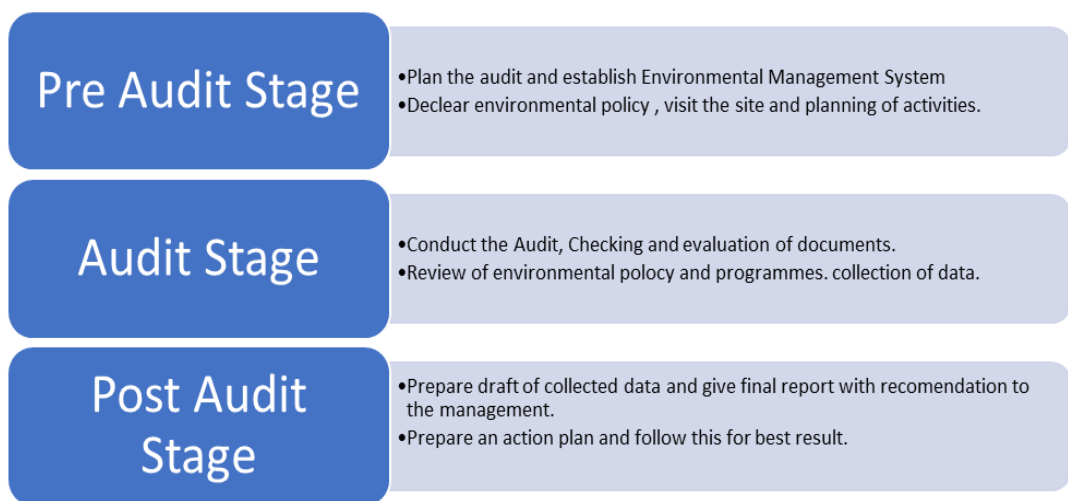 Pre Audit Stage
•Plan the audit and establish Environmental Management System
•Declear environmental policy , visit the site and planning of activities.
Audit Stage
•Conduct the Audit, Checking and evaluation of documents.
•Review of environmental polocy and programmes. collection of data.
Post Audit
Stage
•Prepare draft of collected data and give final report with recomendation to
the management.
•Prepare an action plan and follow this for best result.